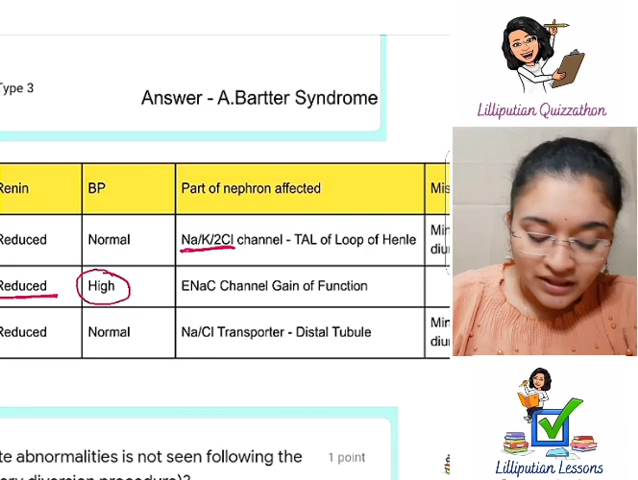 Type 3
Answer - A.Bartter Syndrome
Lilliputian Quizzathon
Renin BP Part of nephron affected
Reduced Normal Na/K/2Cl channel - TAL of Loop of Henle
Reduced High ENaC Channel Gain of Function
Reduced Normal Na/Cl Transporter - Distal Tubule
abnormalities is not seen following the 1 point
diversion procedure)?
Lilliputian Lessons